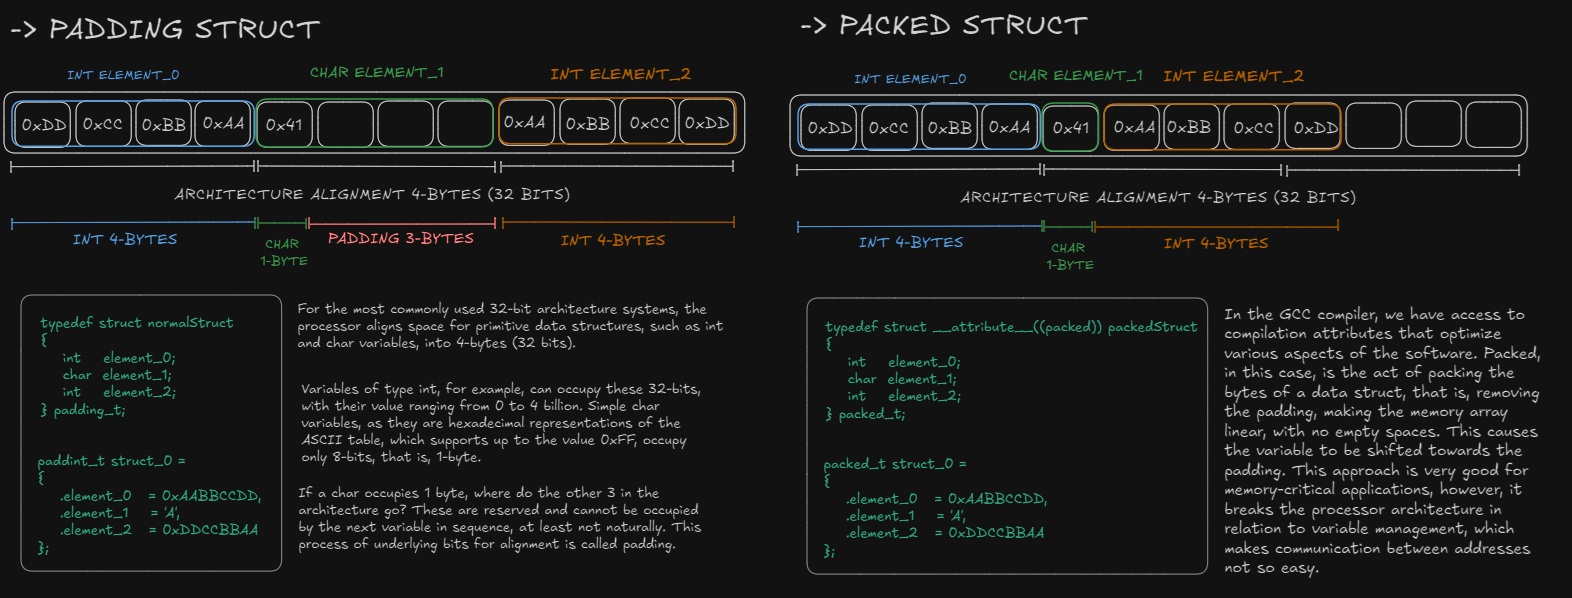 -> PADDING STRUCT
INT ELEMENT_0
CHAR ELEMENT_1
INT ELEMENT_2
0xDD 0xCC 0xBB 0xAA 0x41 0xAA 0xBB 0xCC 0xDD
ARCHITECTURE ALIGNMENT 4-BYTES (32 BITS)
INT 4-BYTES
CHAR
1-BYTE
PADDING 3-BYTES
INT 4-BYTES
typedef struct normalStruct
{
int element_0;
char element_1;
int element_2;
} padding_t;
paddint_t struct_0 =
{
.element_0 = 0xAABBCCDD,
.element_1 = 'A',
.element_2 = 0xDDCCBBAA
};
For the most commonly used 32-bit architecture systems, the
processor aligns space for primitive data structures, such as int
and char variables, into 4-bytes (32 bits).
Variables of type int, for example, can occupy these 32-bits,
with their value ranging from 0 to 4 billion. Simple char
variables, as they are hexadecimal representations of the
ASCII table, which supports up to the value 0xFF, occupy
only 8-bits, that is, 1-byte.
If a char occupies 1 byte, where do the other 3 in the
architecture go? These are reserved and cannot be occupied
by the next variable in sequence, at least not naturally. This
process of underlying bits for alignment is called padding.
-> PACKED STRUCT
INT ELEMENT_0
CHAR ELEMENT_1
INT ELEMENT_2
0xDD 0xCC 0xBB 0xAA 0x41 0xAA 0xBB 0xCC 0xDD
ARCHITECTURE ALIGNMENT 4-BYTES (32 BITS)
INT 4-BYTES
CHAR
1-BYTE
INT 4-BYTES
typedef struct __attribute__((packed)) packedStruct
{
int element_0;
char element_1;
int element_2;
} packed_t;
packed_t struct_0 =
{
.element_0 = 0xAABBCCDD,
.element_1 = 'A',
.element_2 = 0xDDCCBBAA
};
In the GCC compiler, we have access to
compilation attributes that optimize
various aspects of the software. Packed,
in this case, is the act of packing the
bytes of a data struct, that is, removing
the padding, making the memory array
linear, with no empty spaces. This causes
the variable to be shifted towards the
padding. This approach is very good for
memory-critical applications, however, it
breaks the processor architecture in
relation to variable management, which
makes communication between addresses
not so easy.